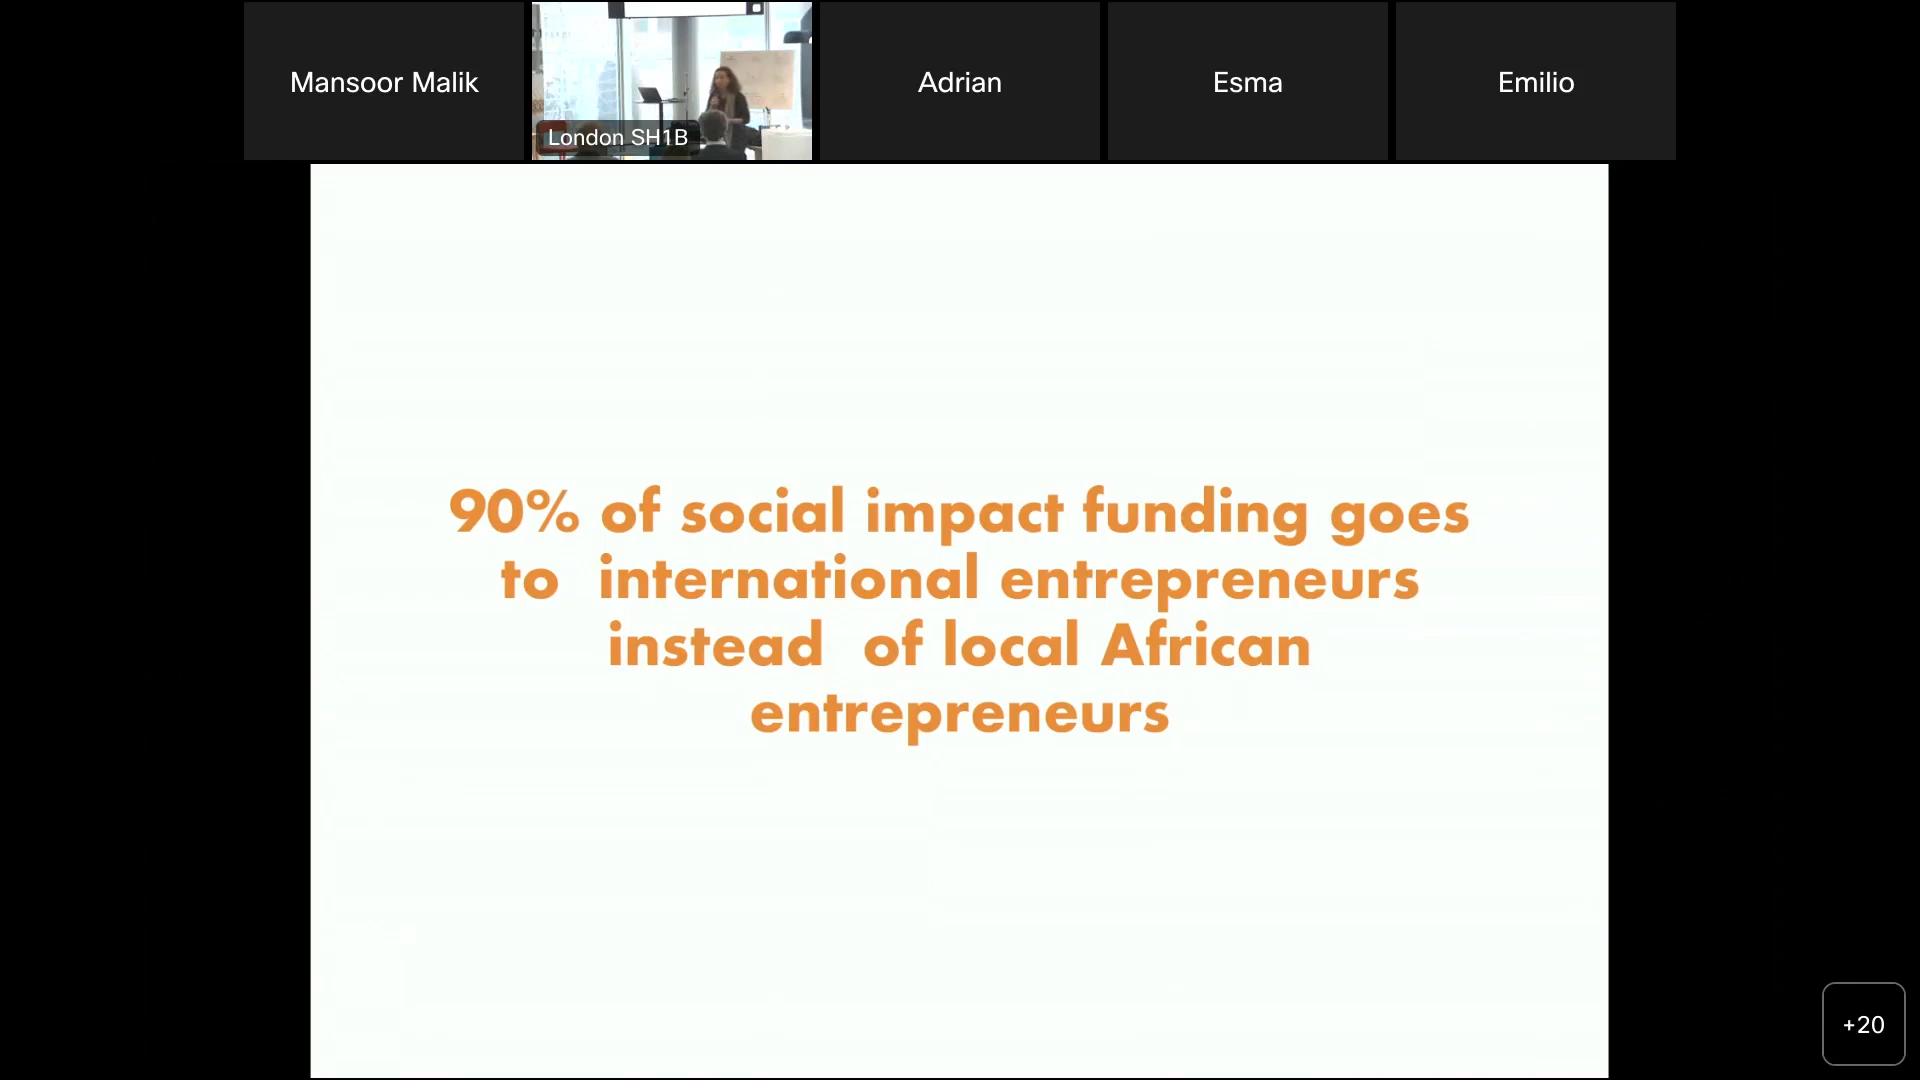 Mansoor Malik
London SH1B
Adrian
Esma
Emilio
90% of social impact funding goes
to international entrepreneurs
instead of local African
entrepreneurs
+20